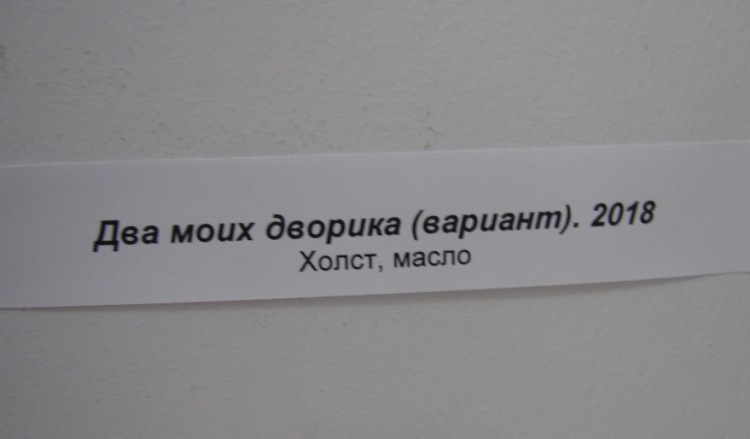 Два моих дворика (вариант). 2018
Холст, масло